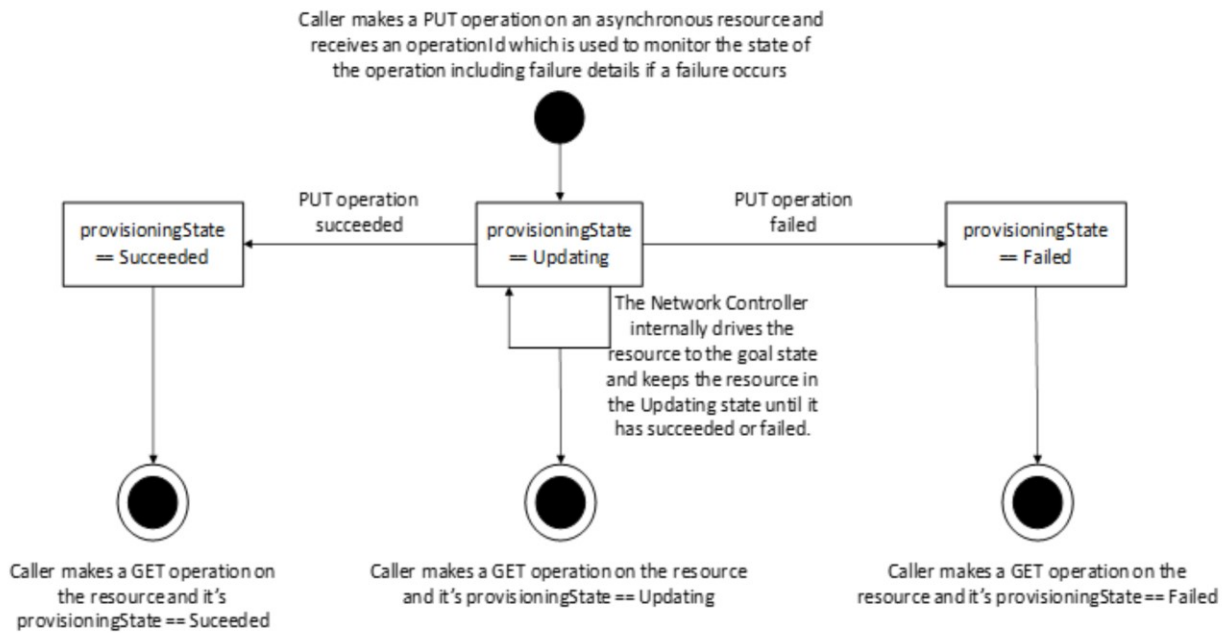 Caller makes a PUT operation on an asynchronous resource and
receives an operationId which is used to monitor the state of
the operation including failure details if a failure occurs
PUT operation
succeeded
PUT operation
failed
provisioningState
== Succeeded
provisioningState
== Updating
provisioningState
== Failed
The Network Controller
internally drives the
resource to the goal state
and keeps the resource in
the Updating state until it
has succeeded or failed.
Caller makes a GET operation on
the resource and it's
provisioningState == Suceeded
Caller makes a GET operation on the resource
and it's provisioningState == Updating
Caller makes a GET operation on the
resource and it's provisioningState == Failed